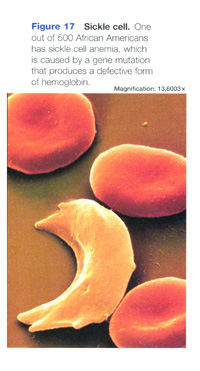 Figure 17 Sickle cell. One
out of 500 African Americans
has sickle cell anemia, which
is caused by a gene mutation
that produces a defective form
of hemoglobin.
Magnification: 13,6003×